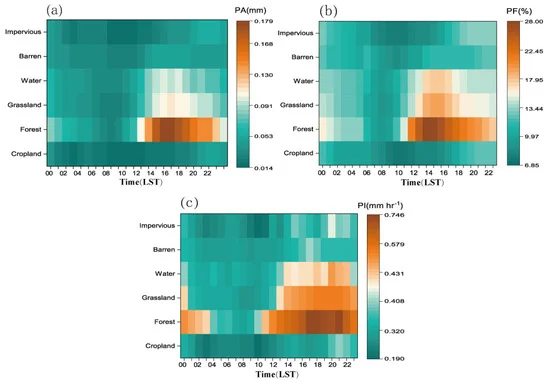 (a)
PA(mm)
Impervious
Barren
Water
Grassland
Forest
Cropland
00 02 04 06 08 10 12 14 16 18 20 22
Time(LST)
0.179
0.168
0.130
0.091
0.053
0.014
(b)
PF(%)
Impervious
Barren
Water
Grassland
Forest
Cropland
00 02 04 06 08 10 12 14 16 18 20 22
Time(LST)
28.00
22.45
17.95
13.44
9.97
6.85
(c)
PI(mm hr⁻¹)
Impervious
Barren
Water
Grassland
Forest
Cropland
00 02 04 06 08 10 12 14 16 18 20 22
Time(LST)
0.746
0.579
0.431
0.408
0.320
0.190